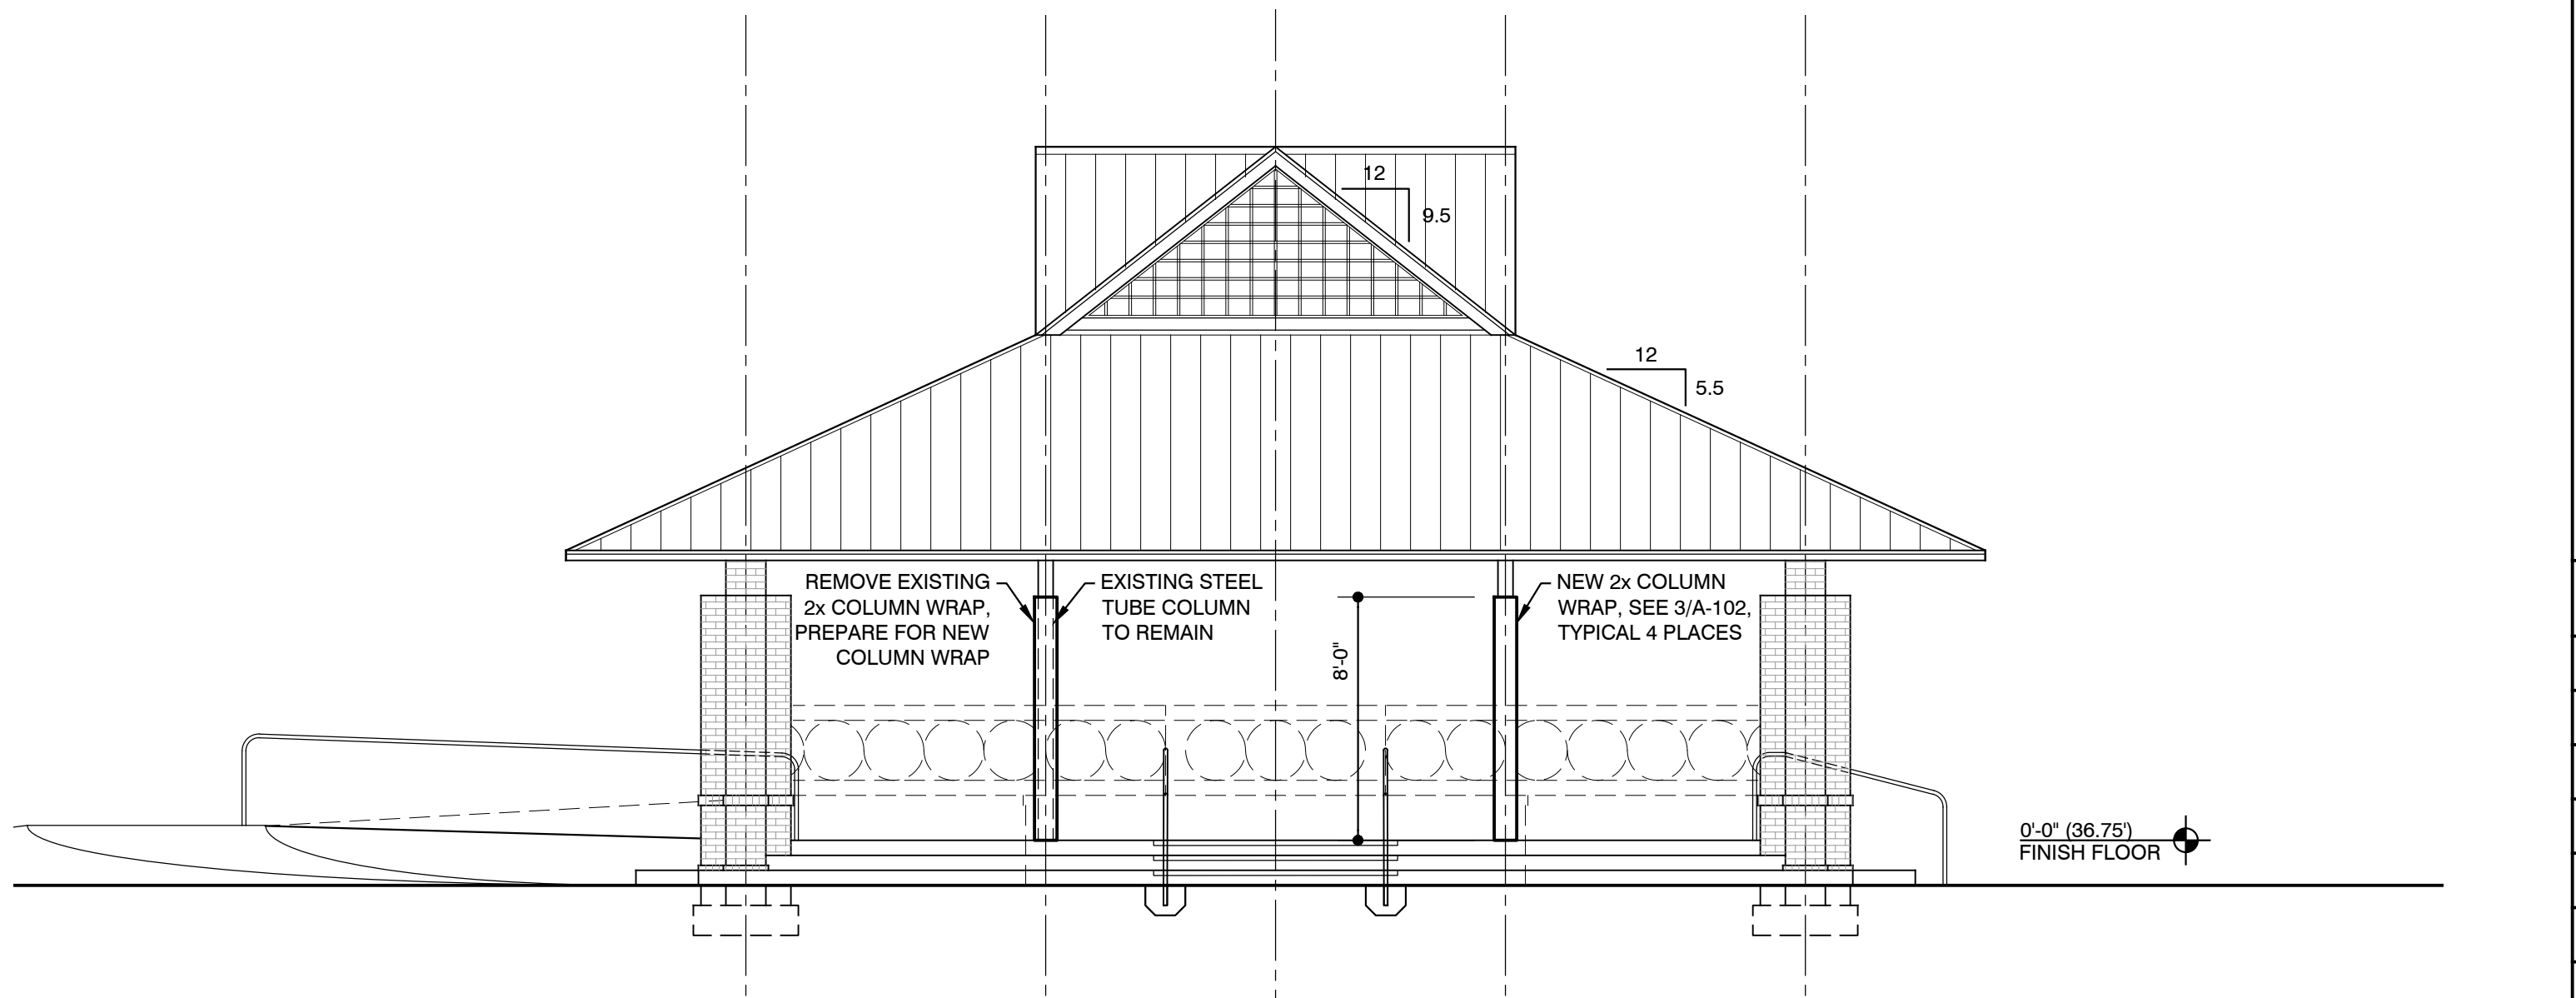 12
9.5
12
5.5
REMOVE EXISTING
2x COLUMN WRAP,
PREPARE FOR NEW
COLUMN WRAP
EXISTING STEEL
TUBE COLUMN
TO REMAIN
8'-0"
NEW 2x COLUMN
WRAP, SEE 3/A-102,
TYPICAL 4 PLACES
0'-0" (36.75')
FINISH FLOOR